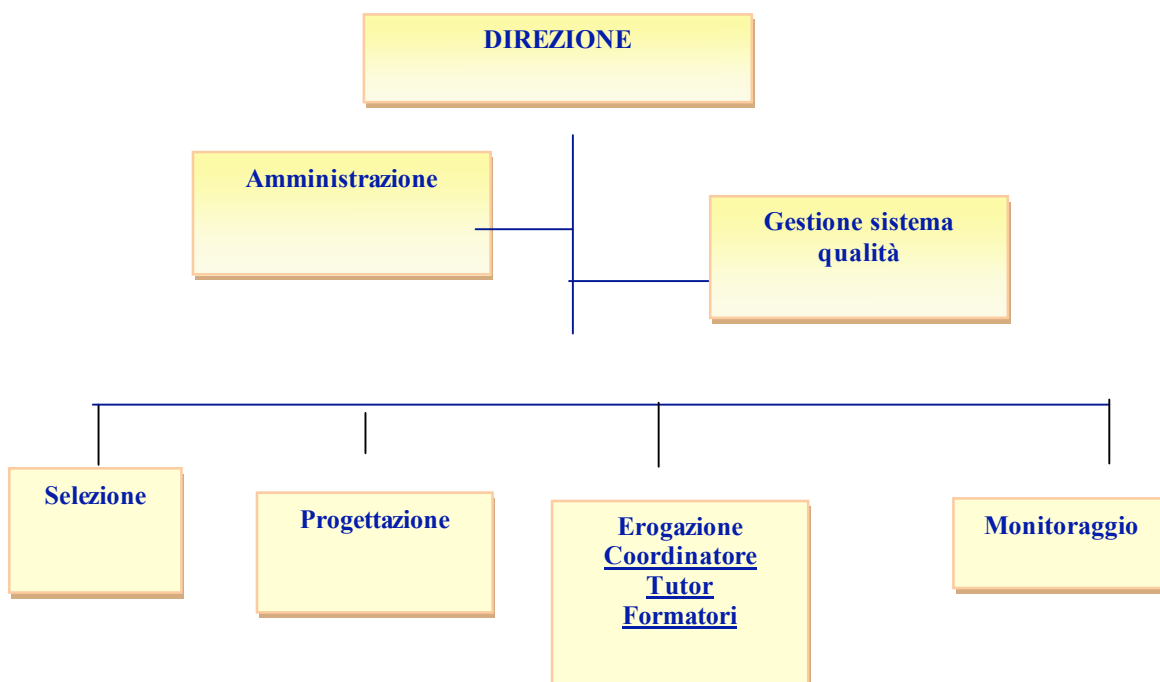 DIREZIONE
Amministrazione
Gestione sistema
qualità
Selezione
Progettazione
Erogazione
Coordinatore
Tutor
Formatori
Monitoraggio